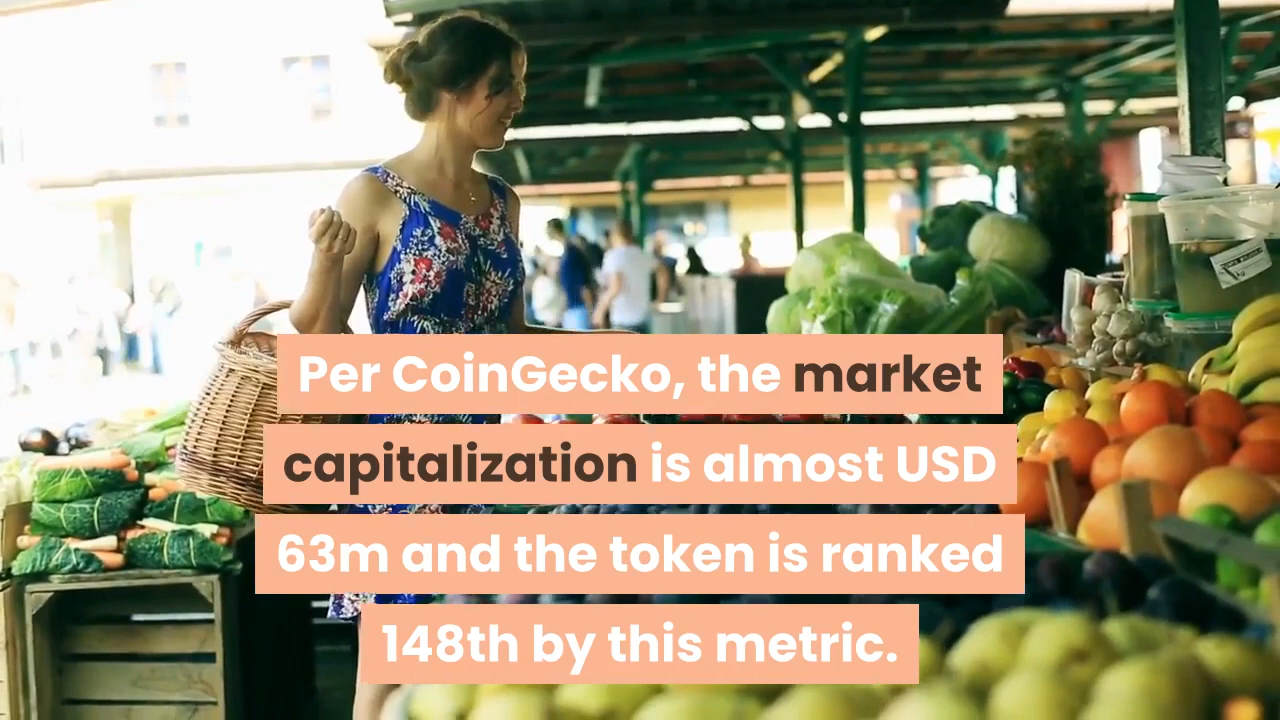 Per CoinGecko, the market
capitalization is almost USD
63m and the token is ranked
148th by this metric.